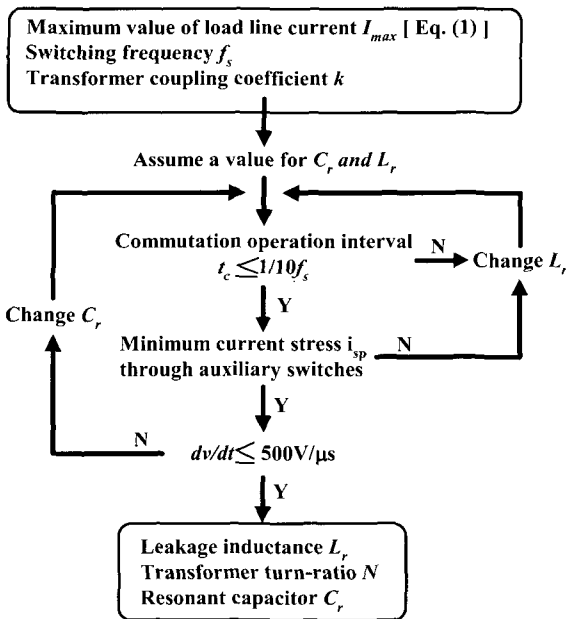 Maximum value of load line current I_max [ Eq. (1) ]
Switching frequency f_s
Transformer coupling coefficient k
Assume a value for C_r and L_r
Commutation operation interval
t_c ≤ 1/10f_s
N
Change L_r
Y
Change C_r
Minimum current stress i_sp
through auxiliary switches
N
Y
N
dv/dt ≤ 500V/μs
Y
Leakage inductance L_r
Transformer turn-ratio N
Resonant capacitor C_r